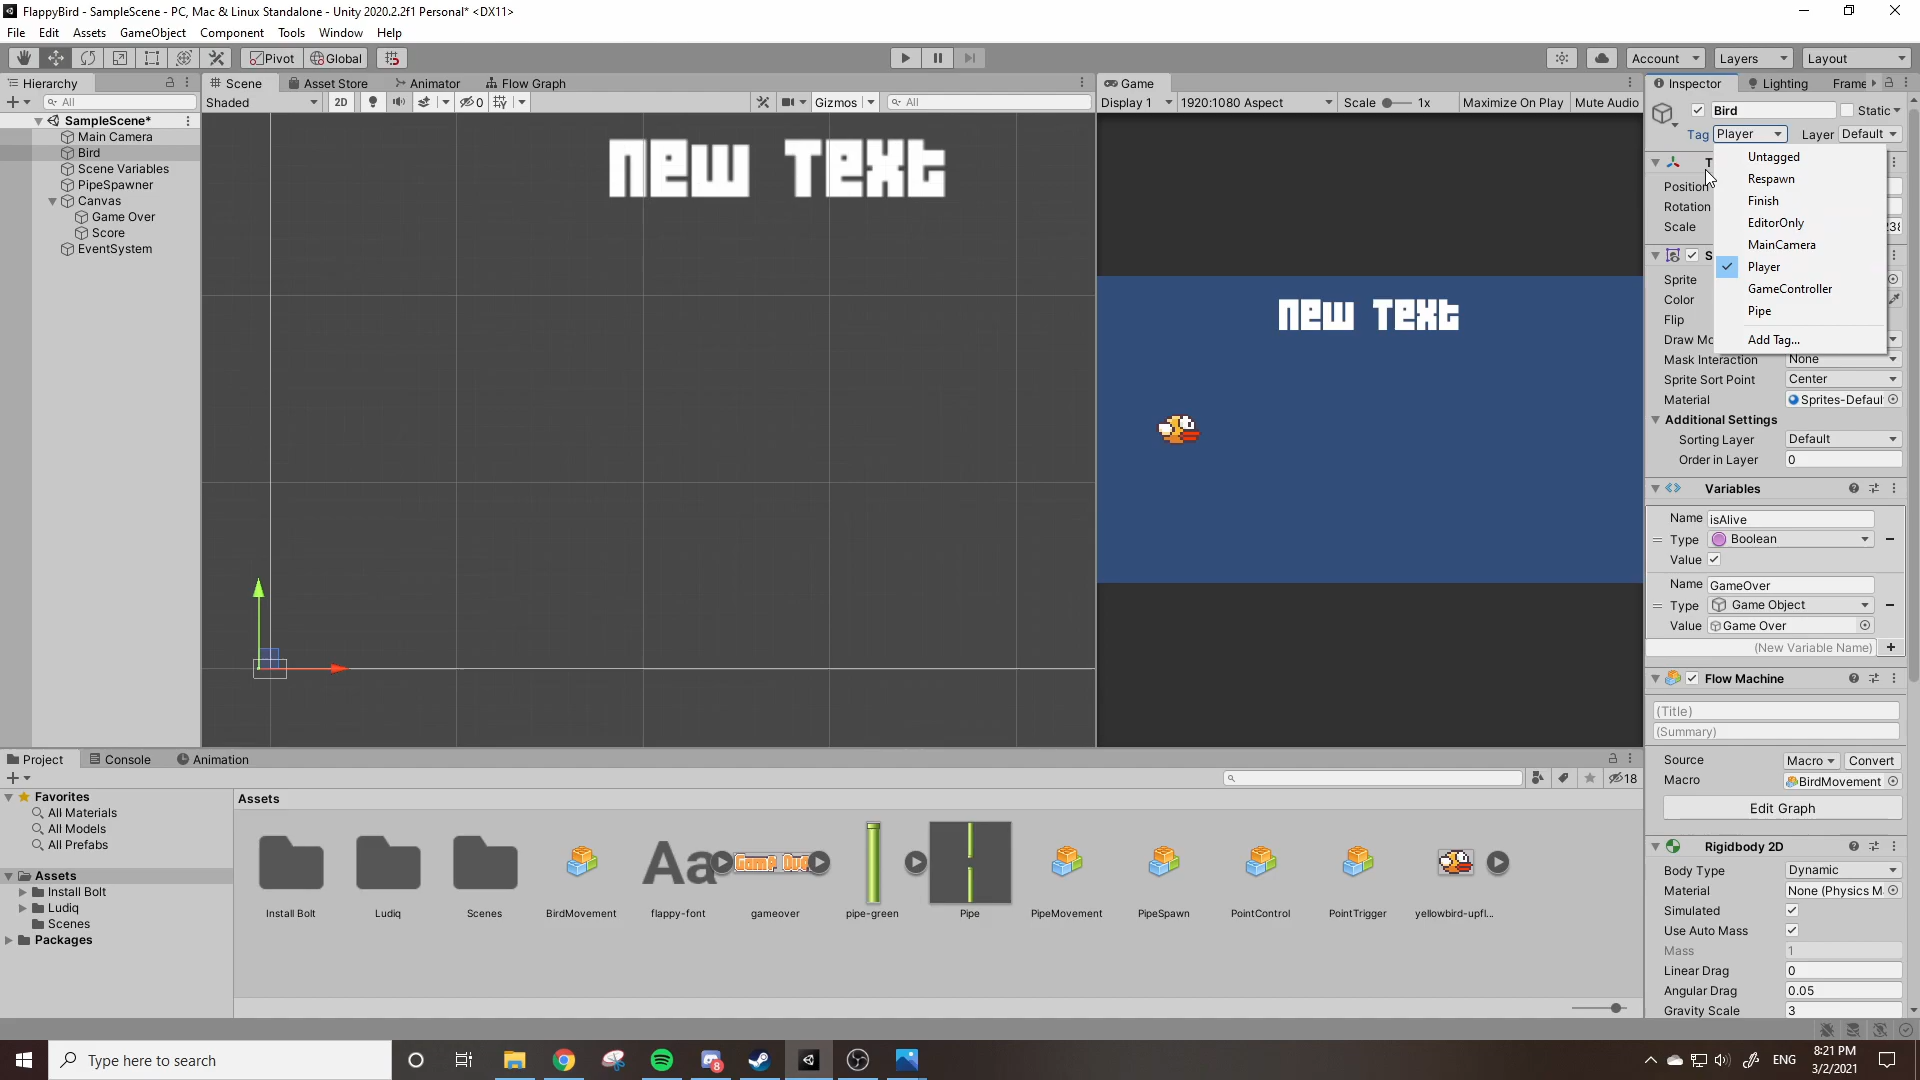 FlappyBird - SampleScene - PC, Mac & Linux Standalone - Unity 2020.2.2f1 Personal* <DX11>
File Edit Assets GameObject Component Tools Window Help
Pivot Global Account Layers Layout
Hierarchy Scene Asset Store Animator Flow Graph Game Inspector Lighting Frame
All Shaded 2D 0 Gizmos All Display 1 1920:1080 Aspect Scale 1x Maximize On Play Mute Audio
SampleScene*
Main Camera
Bird
Scene Variables
PipeSpawner
Canvas
Game Over
Score
EventSystem
New Text
New Text
Bird Static
Tag Player Layer Default
Untagged
Respawn
Finish
EditorOnly
MainCamera
Player
GameController
Pipe
Add Tag...
T
Position
Rotation
Scale
S
Sprite
Color
Flip
Draw Mo
Mask Interaction None
Sprite Sort Point Center
Material Sprites-Defaul
Additional Settings
Sorting Layer Default
Order in Layer 0
Variables
Name isAlive
Type Boolean
Value
Name GameOver
Type Game Object
Value Game Over
(New Variable Name)
Flow Machine
(Title)
(Summary)
Source Macro Convert
Macro BirdMovement
Edit Graph
Rigidbody 2D
Body Type Dynamic
Material None (Physics M
Simulated
Use Auto Mass
Mass 1
Linear Drag 0
Angular Drag 0.05
Gravity Scale 3
Project Console Animation
18
Favorites
All Materials
All Models
All Prefabs
Assets
Install Bolt
Ludiq
Scenes
Packages
Assets
Aa
Game Over
Install Bolt Ludiq Scenes BirdMovement flappy-font gameover pipe-green Pipe PipeMovement PipeSpawn PointControl PointTrigger yellowbird-upfl...
Type here to search
8
ENG
8:21 PM
3/2/2021